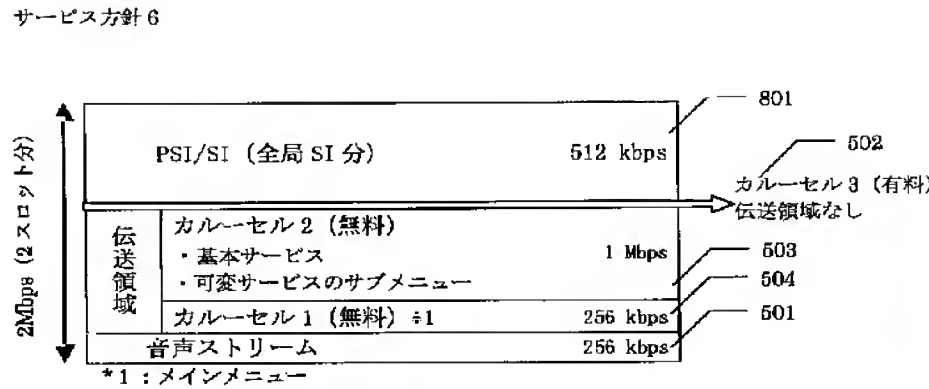 サービス方針6
2Mbps (2スロット分)
PSI/SI (全局SI分) 512 kbps
801
502
カルーセル3 (有料)
伝送領域なし
伝送領域
カルーセル2 (無料)
・基本サービス 1 Mbps
・可変サービスのサブメニュー
503
504
カルーセル1 (無料) *1 256 kbps
501
音声ストリーム 256 kbps
*1:メインメニュー